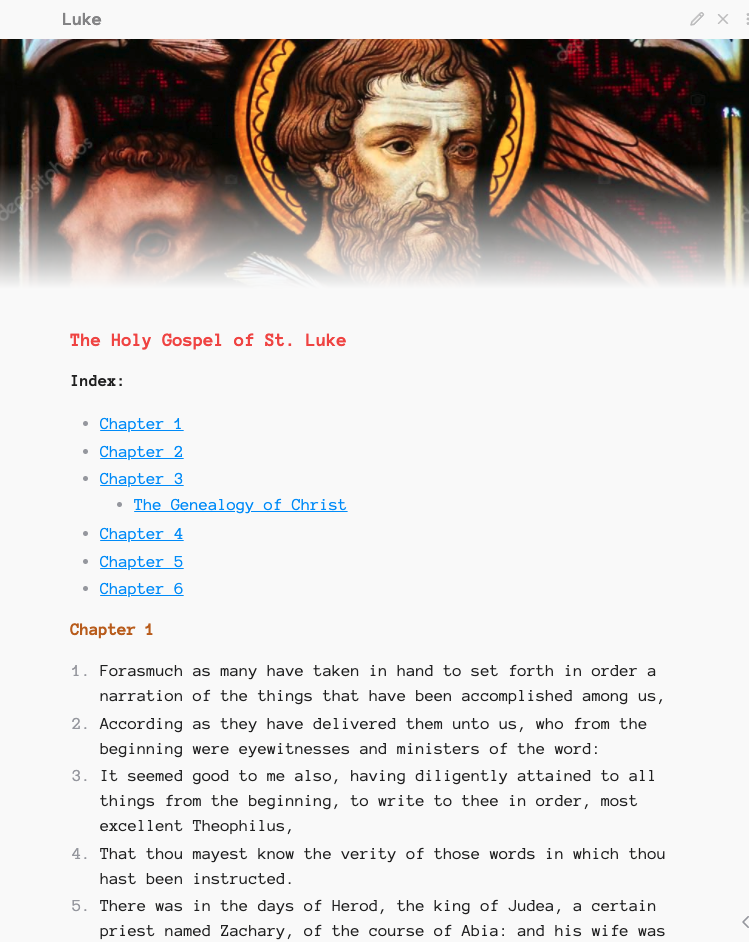 Luke
depositphotos
The Holy Gospel of St. Luke
Index:
Chapter 1
Chapter 2
Chapter 3
The Genealogy of Christ
Chapter 4
Chapter 5
Chapter 6
Chapter 1
1. Forasmuch as many have taken in hand to set forth in order a
narration of the things that have been accomplished among us,
2. According as they have delivered them unto us, who from the
beginning were eyewitnesses and ministers of the word:
3. It seemed good to me also, having diligently attained to all
things from the beginning, to write to thee in order, most
excellent Theophilus,
4. That thou mayest know the verity of those words in which thou
hast been instructed.
5. There was in the days of Herod, the king of Judea, a certain
priest named Zachary, of the course of Abia: and his wife was